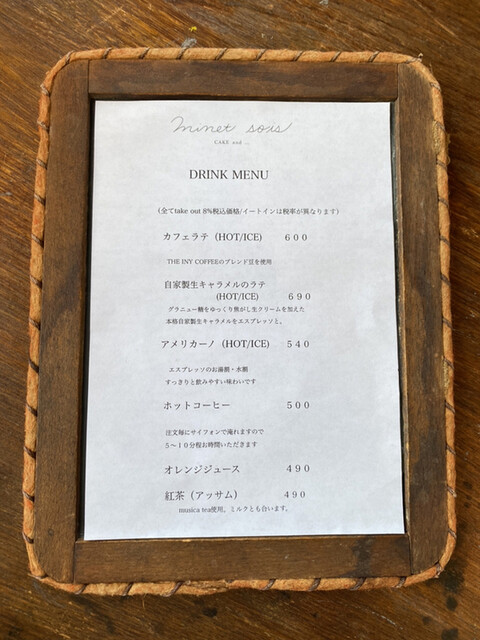 minet sous
CAKE and ...
DRINK MENU
(全てtake out 8%税込価格/イートインは税率が異なります)
カフェラテ（HOT/ICE) 600
THE INY COFFEEのブレンド豆を使用
自家製生キャラメルのラテ
(HOT/ICE) 690
グラニュー糖をゆっくり焦がし生クリームを加えた
本格自家製生キャラメルをエスプレッソと、
アメリカーノ（HOT/ICE) 540
エスプレッソのお湯割・水割
すっきりと飲みやすい味わいです
ホットコーヒー 500
注文毎にサイフォンで淹れますので
5〜10分程お時間いただきます
オレンジジュース 490
紅茶（アッサム） 490
musica tea使用、ミルクとも合います。